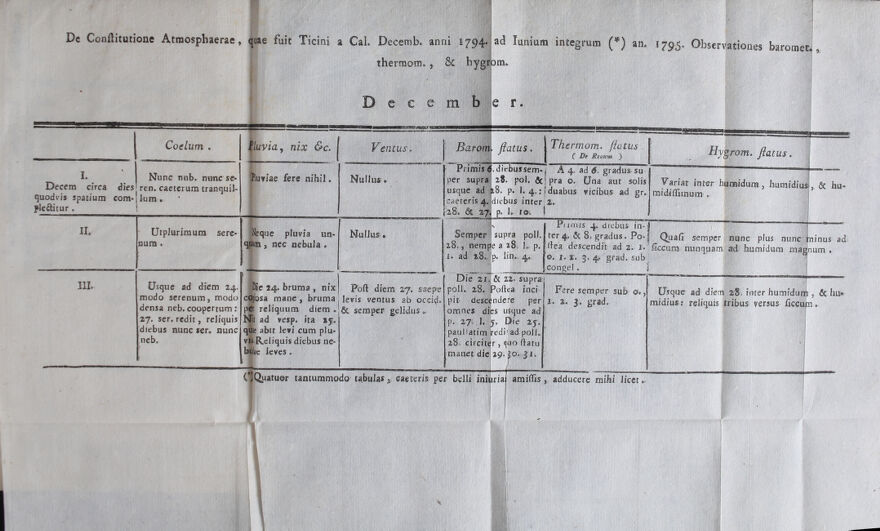 De Conſtitutione Atmosphaerae, quae fuit Ticini a Cal. Decemb. anni 1794. ad Iunium integrum (*) an. 1795. Observationes baromet.,
thermom., & hygrom.
December.
Coelum.
Pluvia, nix &c.
Ventus.
Barom. ſtatus.
Thermom. ſtatus
( De Reaum )
Hygrom. ſtatus.
I.
Decem circa dies
quodvis spatium com-
plectitur.
Nunc nub. nunc se-
ren. caeterum tranquil-
lum.
Pluviae fere nihil.
Nullus.
Primis 6. diebus sem-
per supra 28. pol. &
usque ad 28. p. l. 4.:
caeteris 4. diebus inter
28. & 27. p. l. 10.
A 4. ad 6. gradus su
pra 0. Una aut solis
duabus vicibus ad gr.
2.
Variat inter humidum, humidius, & hu-
midiſſimum.
II.
Utplurimum sere-
num.
Neque pluvia un-
quam, nec nebula.
Nullus.
Semper supra poll.
28., nempe a 28. l. p.
1. ad 28. p. lin. 4.
Primis 4. diebus in-
ter 4. & 8. gradus. Po-
ſtea descendit ad 2. 1.
0. 1. 2. 3. 4. grad. sub
congel.
Quaſi semper nunc plus nunc minus ad
ſiccum nunquam ad humidum magnum.
III.
Usque ad diem 24.
modo serenum, modo
densa neb. coopertum:
27. ser. redit, reliquis
diebus nunc ser. nunc
neb.
Die 24. bruma, nix
copiosa mane, bruma
per reliquum diem.
Nix ad vesp. ita 25.
quae abit levi cum plu-
via. Reliquis diebus ne-
bulae leves.
Poſt diem 27. saepe
levis ventus ab occid.
& semper gelidus.
Die 21. & 22. supra
poll. 28. Poſtea inci
pit descendere per
omnes dies usque ad
p. 27. l. 5. Die 25.
paullatim redi ad poll.
28. circiter, quo ſtatu
manet die 29. 30. 31.
Fere semper sub 0.,
1. 2. 3. grad.
Usque ad diem 28. inter humidum, & hu-
midius: reliquis tribus versus ſiccum.
(*) Quatuor tantummodo tabulas, caeteris per belli iniurias amiſſis, adducere mihi licet.